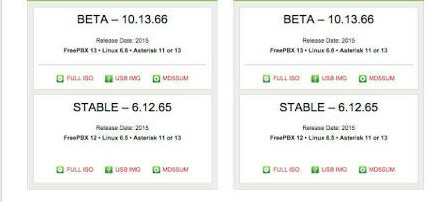 BETA – 10.13.66
Release Date: 2015
FreePBX 13 • Linux 6.6 • Asterisk 11 or 13
FULL ISO USB IMG MD5SUM
STABLE – 6.12.65
Release Date: 2015
FreePBX 12 • Linux 6.5 • Asterisk 11 or 13
FULL ISO USB IMG MD5SUM
BETA – 10.13.66
Release Date: 2015
FreePBX 13 • Linux 6.6 • Asterisk 11 or 13
FULL ISO USB IMG MD5SUM
STABLE – 6.12.65
Release Date: 2015
FreePBX 12 • Linux 6.5 • Asterisk 11 or 13
FULL ISO USB IMG MD5SUM